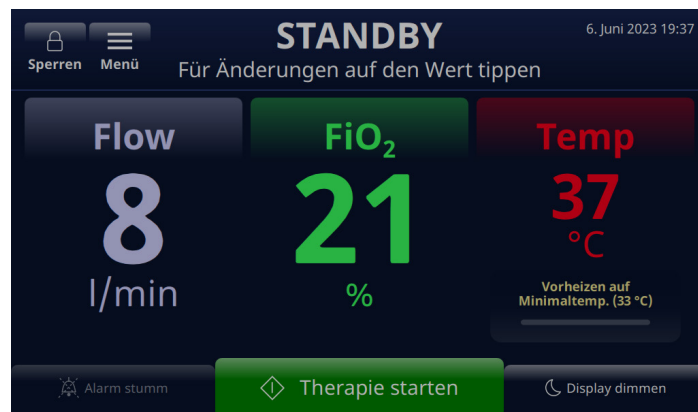 STANDBY
6. Juni 2023 19:37
Sperren
Menü
Für Änderungen auf den Wert tippen
Flow
FiO₂
Temp
8
21
37
°C
l/min
%
Vorheizen auf
Minimaltemp. (33 °C)
Alarm stumm
Therapie starten
Display dimmen